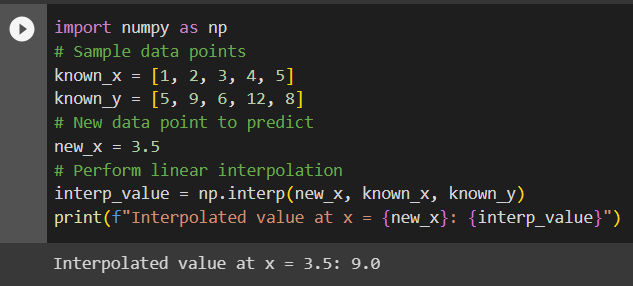 import numpy as np
# Sample data points
known_x = [1, 2, 3, 4, 5]
known_y = [5, 9, 6, 12, 8]
# New data point to predict
new_x = 3.5
# Perform linear interpolation
interp_value = np.interp(new_x, known_x, known_y)
print(f"Interpolated value at x = {new_x}: {interp_value}")
Interpolated value at x = 3.5: 9.0